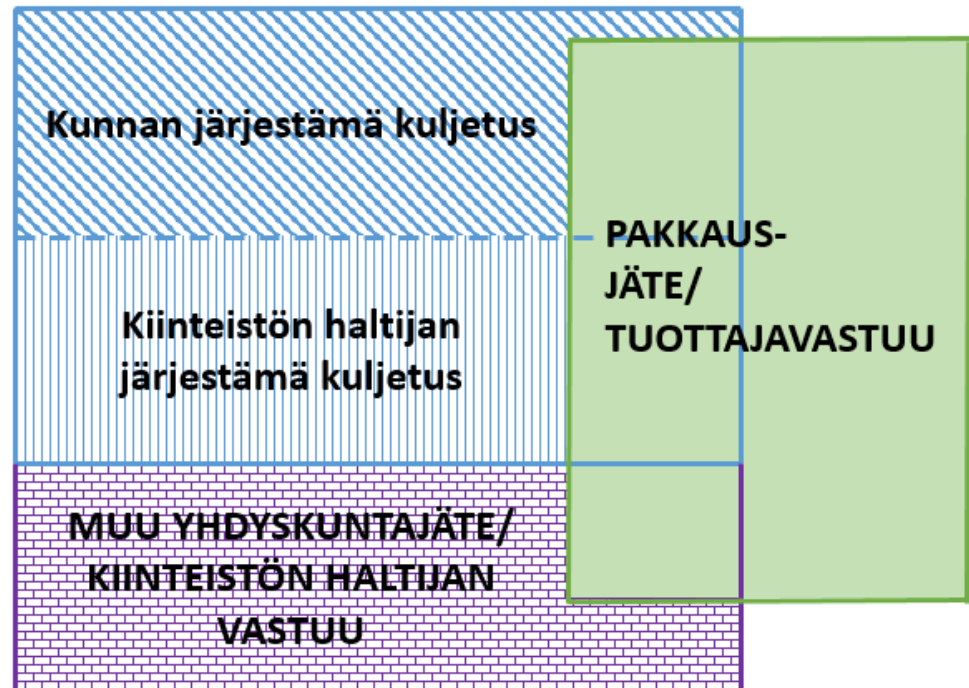 Kunnan järjestämä kuljetus
PAKKAUS-
JÄTE/
TUOTTAJAVASTUU
Kiinteistön haltijan
järjestämä kuljetus
MUU YHDYSKUNTAJÄTE/
KIINTEISTÖN HALTIJAN
VASTUU